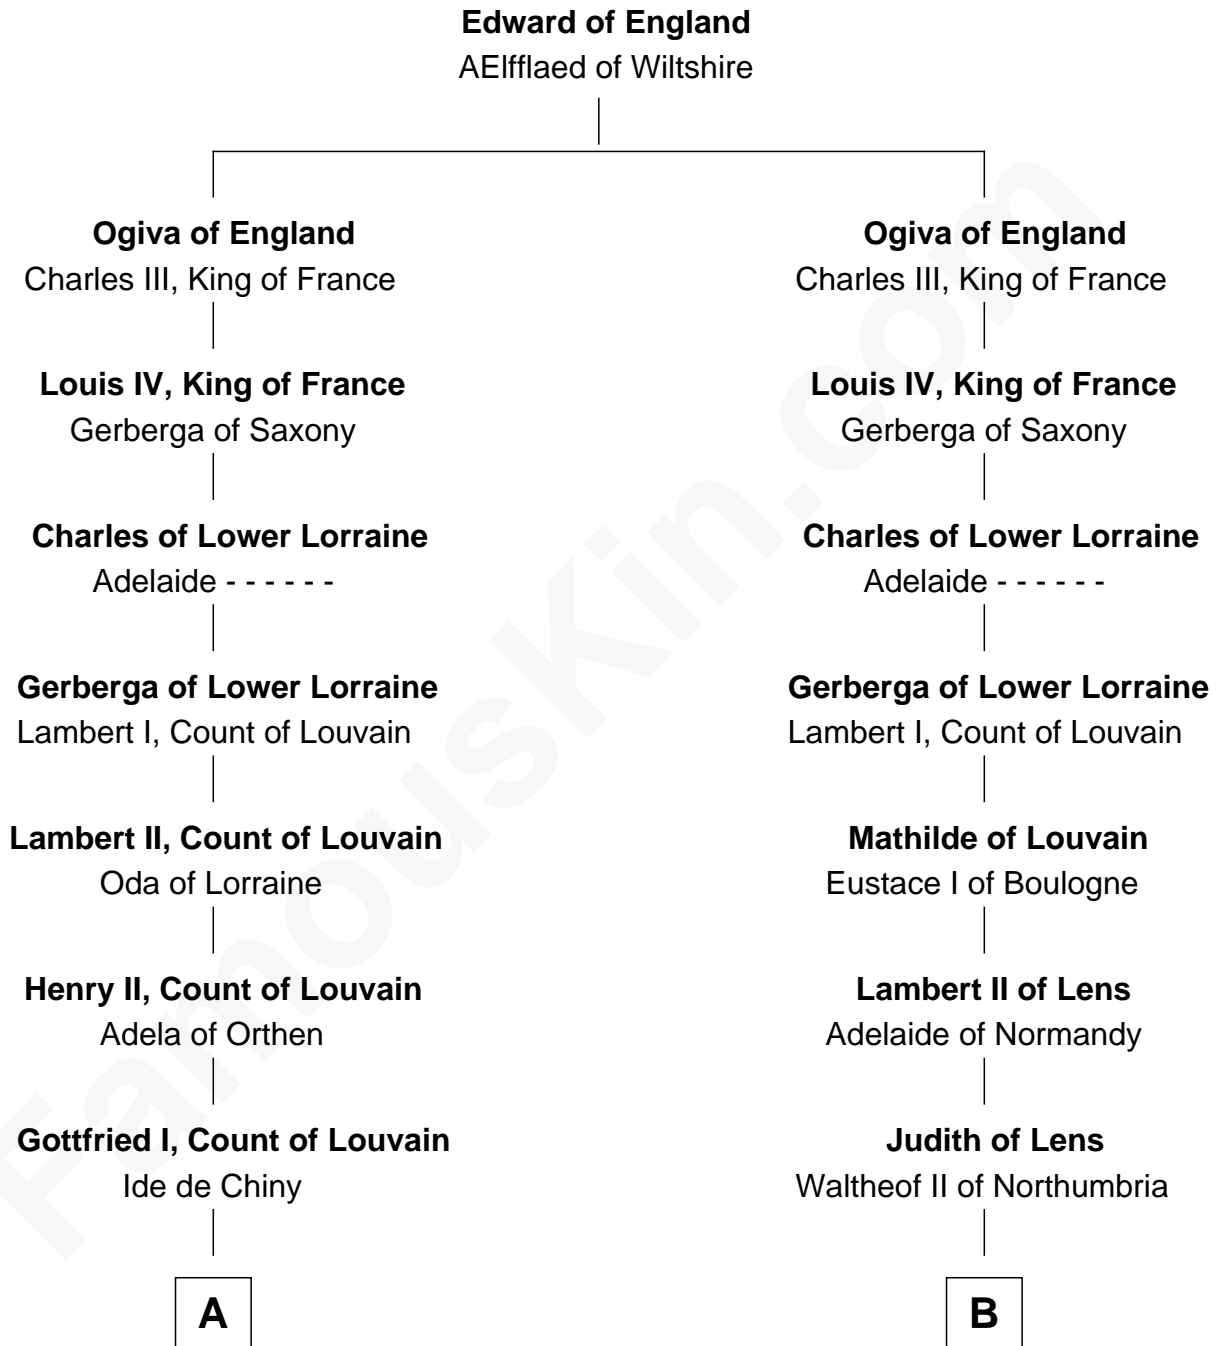 Edward of England
AElfflaed of Wiltshire
Ogiva of England
Charles III, King of France
Louis IV, King of France
Gerberga of Saxony
Charles of Lower Lorraine
Adelaide - - - - - -
Gerberga of Lower Lorraine
Lambert I, Count of Louvain
Lambert II, Count of Louvain
Oda of Lorraine
Henry II, Count of Louvain
Adela of Orthen
Gottfried I, Count of Louvain
Ide de Chiny
A
Ogiva of England
Charles III, King of France
Louis IV, King of France
Gerberga of Saxony
Charles of Lower Lorraine
Adelaide - - - - - -
Gerberga of Lower Lorraine
Lambert I, Count of Louvain
Mathilde of Louvain
Eustace I of Boulogne
Lambert II of Lens
Adelaide of Normandy
Judith of Lens
Waltheof II of Northumbria
B
FamousKin.com